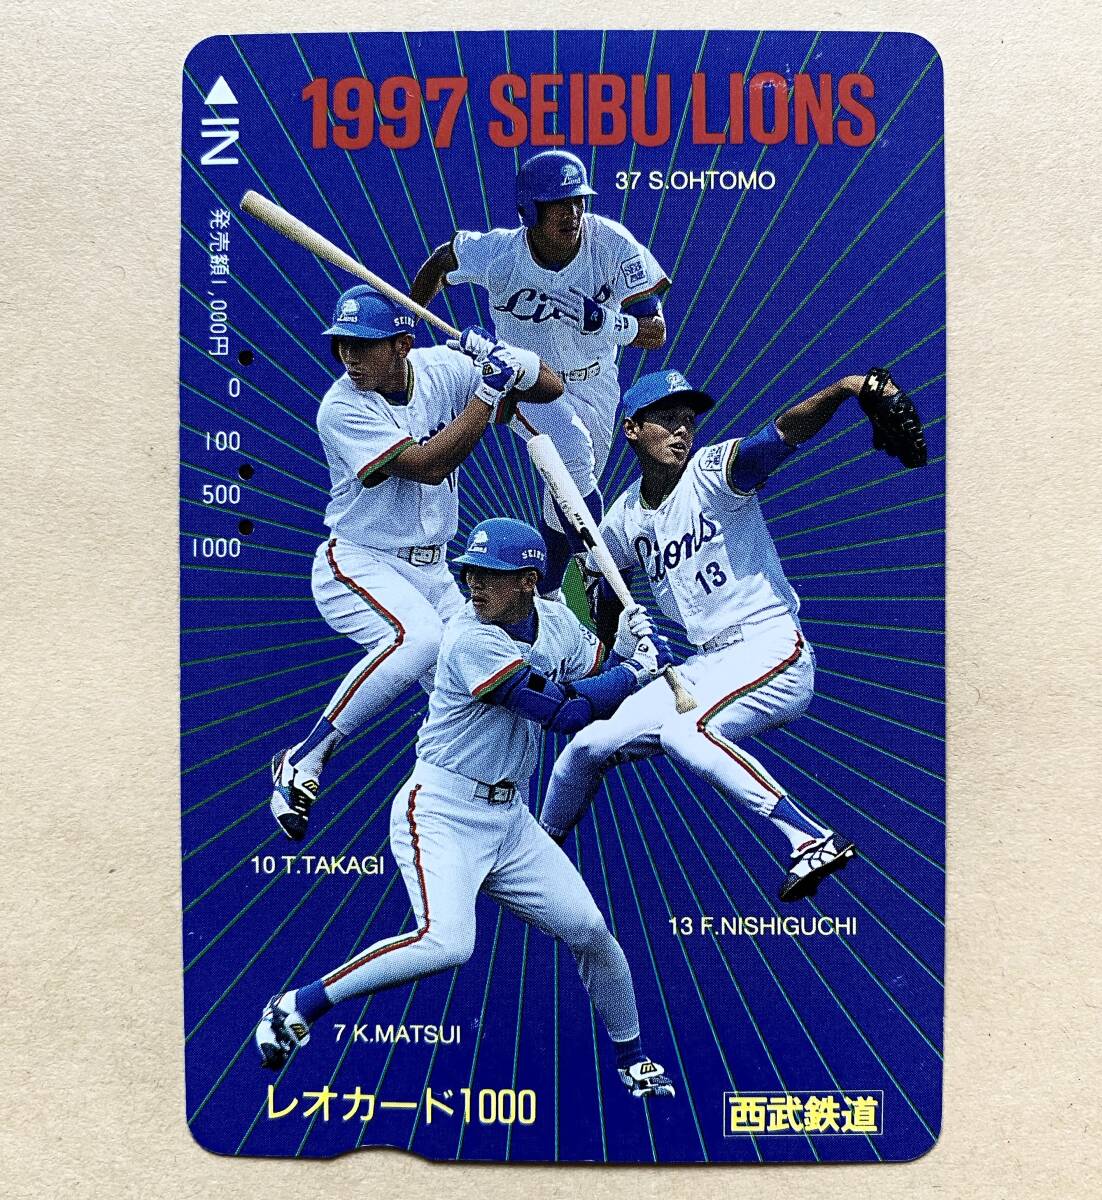 1997 SEIBU LIONS
◁IN
発売額1,000円
0
100
500
1000
37 S.OHTOMO
Lions
SEIBU
Lions
13
SEIBU
10 T.TAKAGI
13 F.NISHIGUCHI
7 K.MATSUI
レオカード1000
西武鉄道